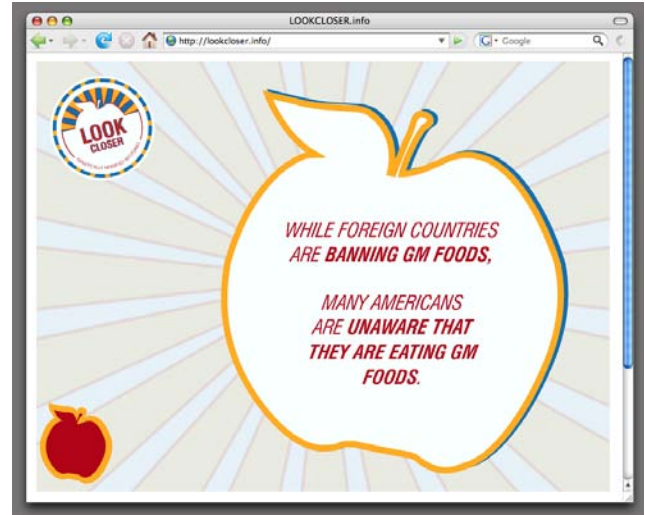 LOOKCLOSER.info
http://lookcloser.info/
Google
LOOK
CLOSER
WHILE FOREIGN COUNTRIES
ARE BANNING GM FOODS,
MANY AMERICANS
ARE UNAWARE THAT
THEY ARE EATING GM
FOODS.